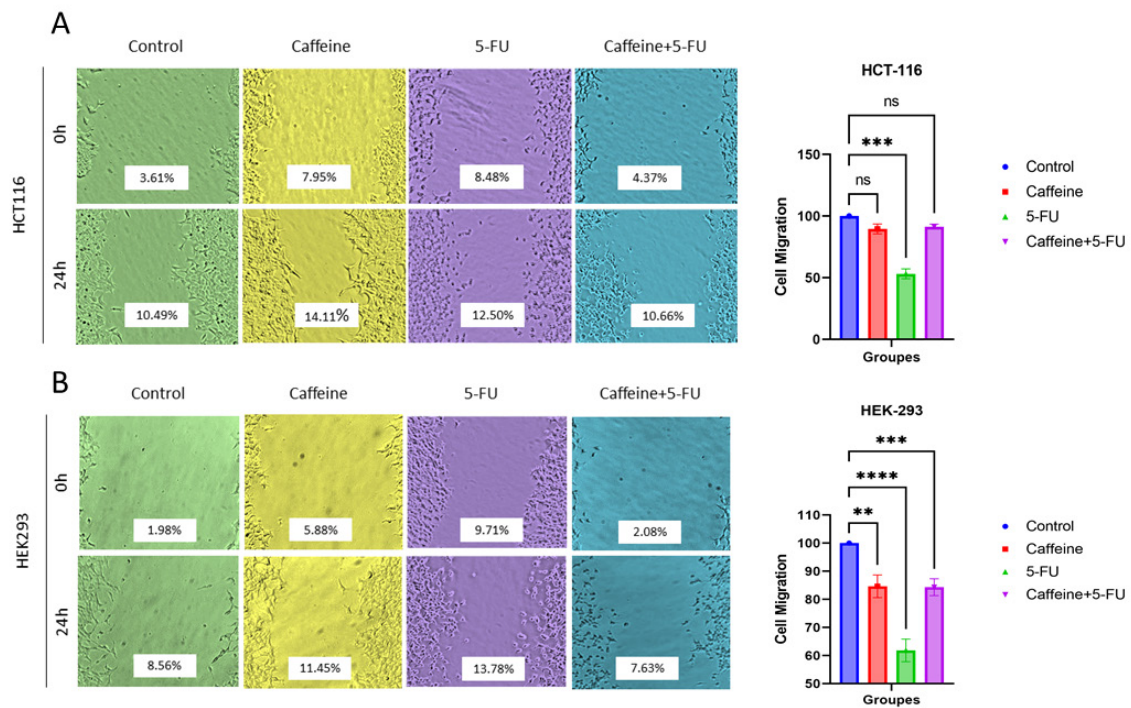 A
Control
Caffeine
5-FU
Caffeine+5-FU
HCT116
0h
3.61%
7.95%
8.48%
4.37%
24h
10.49%
14.11%
12.50%
10.66%
HCT-116
ns
***
ns
150
100
50
0
Cell Migration
Groupes
Control
Caffeine
5-FU
Caffeine+5-FU
B
Control
Caffeine
5-FU
Caffeine+5-FU
HEK293
0h
1.98%
5.88%
9.71%
2.08%
24h
8.56%
11.45%
13.78%
7.63%
HEK-293
***
****
**
110
100
90
80
70
60
50
Cell Migration
Groupes
Control
Caffeine
5-FU
Caffeine+5-FU